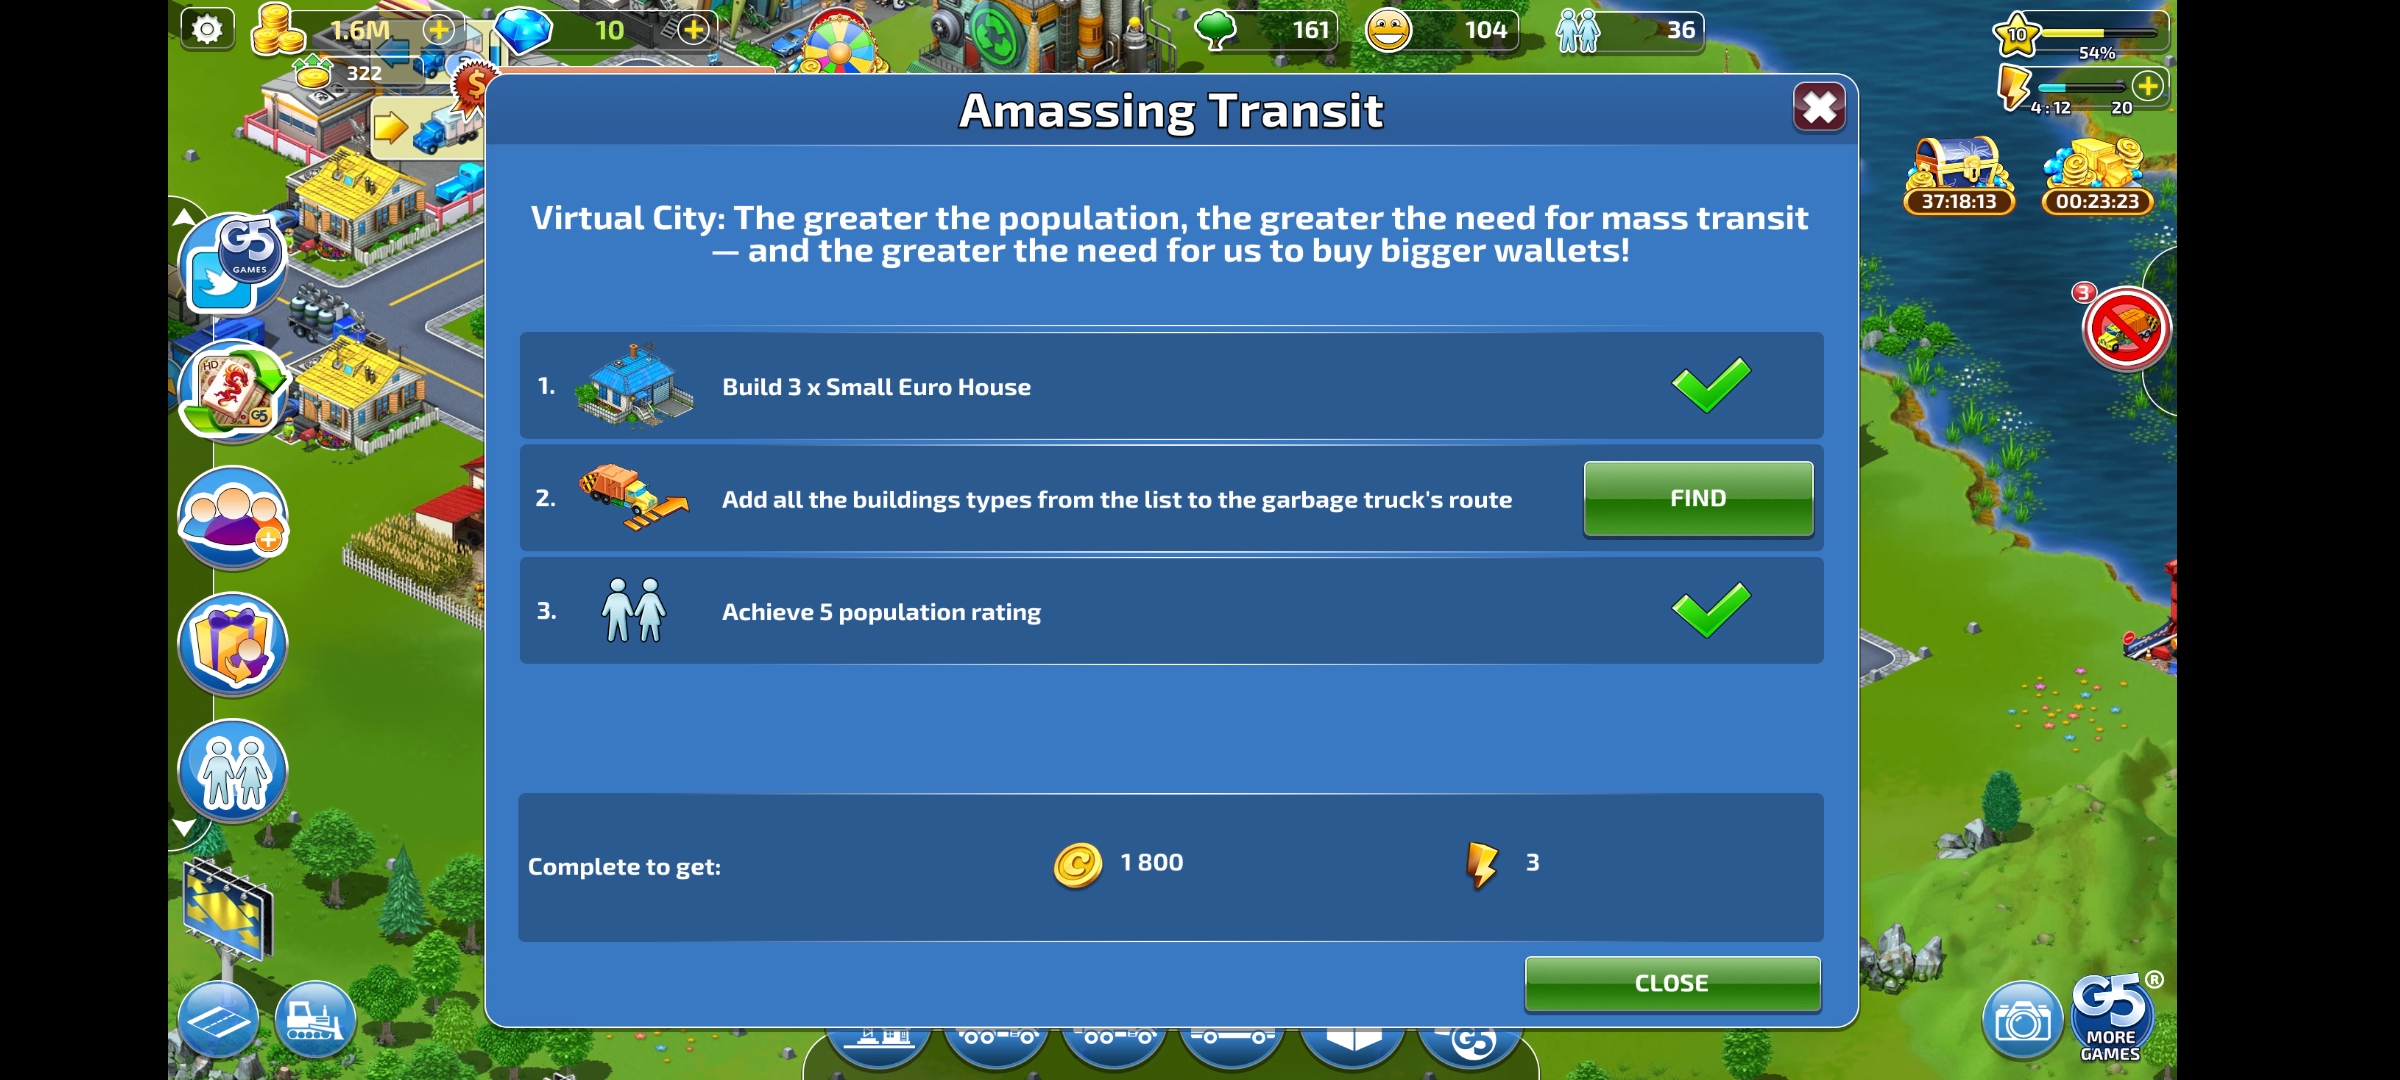 1.6M
10
161
104
36
10
54%
322
4:12
20
Amassing Transit
37:18:13
00:23:23
Virtual City: The greater the population, the greater the need for mass transit
— and the greater the need for us to buy bigger wallets!
G5
GAMES
3
HD
G5
1.
Build 3 x Small Euro House
2.
Add all the buildings types from the list to the garbage truck's route
FIND
3.
Achieve 5 population rating
Complete to get:
1 800
3
CLOSE
G5
G5®
MORE
GAMES